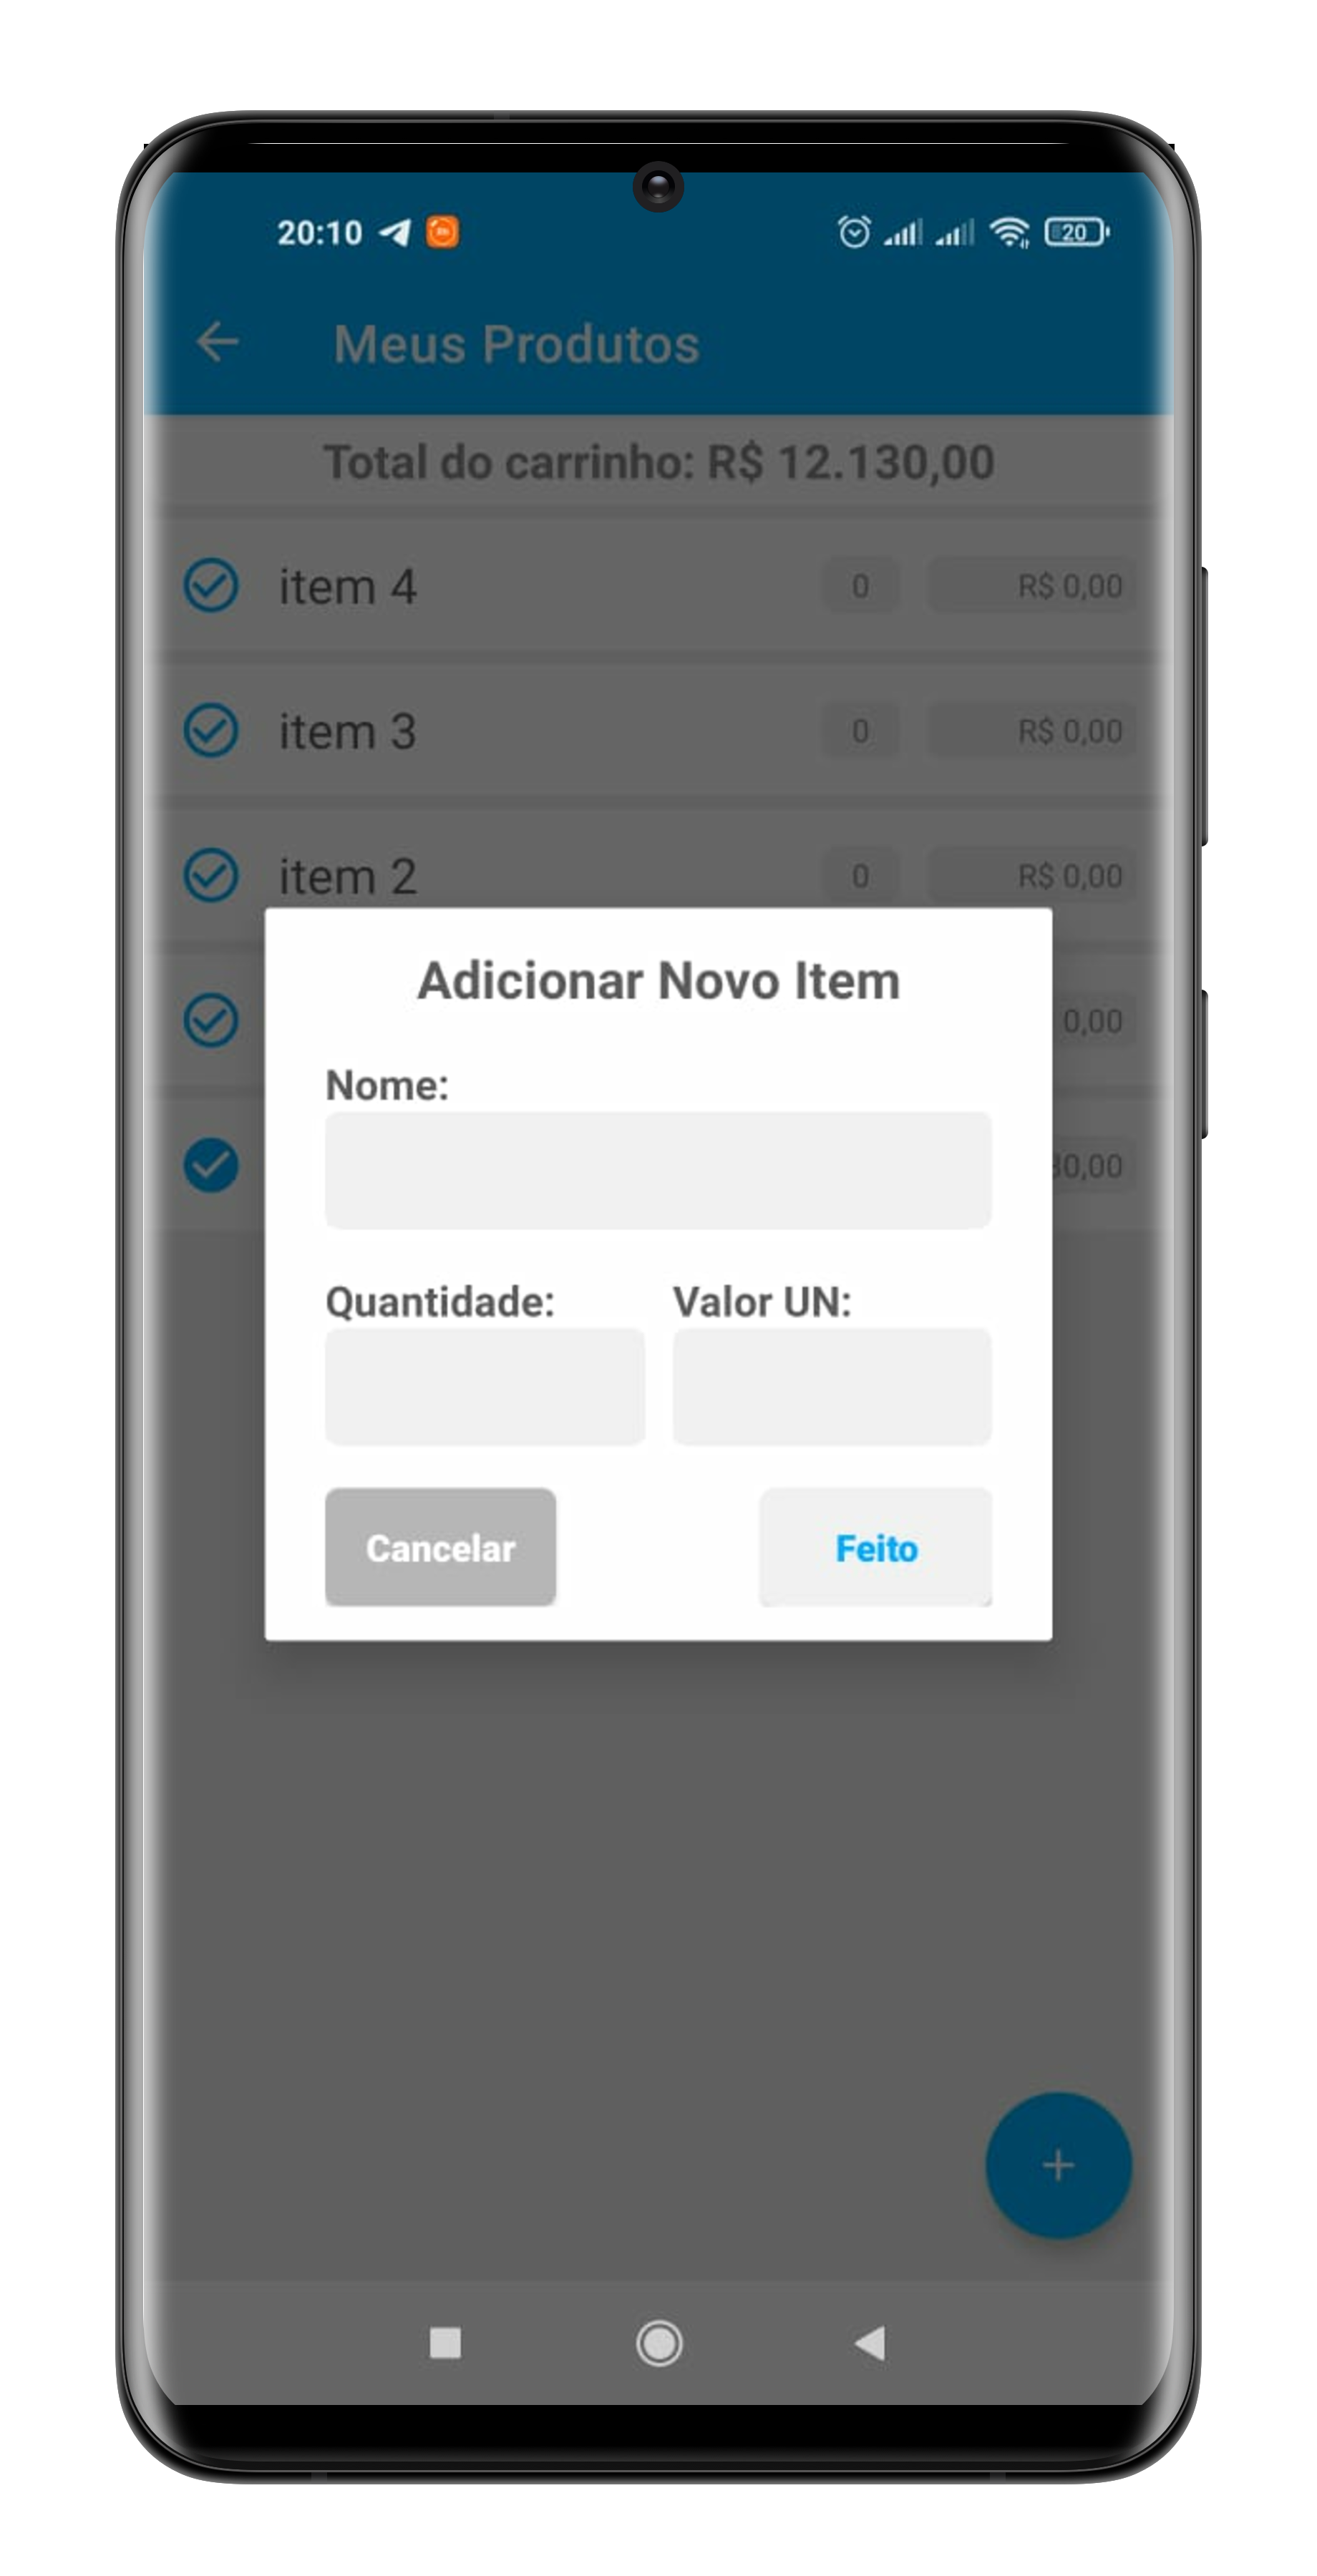 20:10 20
Meus Produtos
Total do carrinho: R$ 12.130,00
item 4 0 R$ 0,00
item 3 0 R$ 0,00
item 2 0 R$ 0,00
Adicionar Novo Item
0,00
Nome:
30,00
Quantidade: Valor UN:
Cancelar Feito